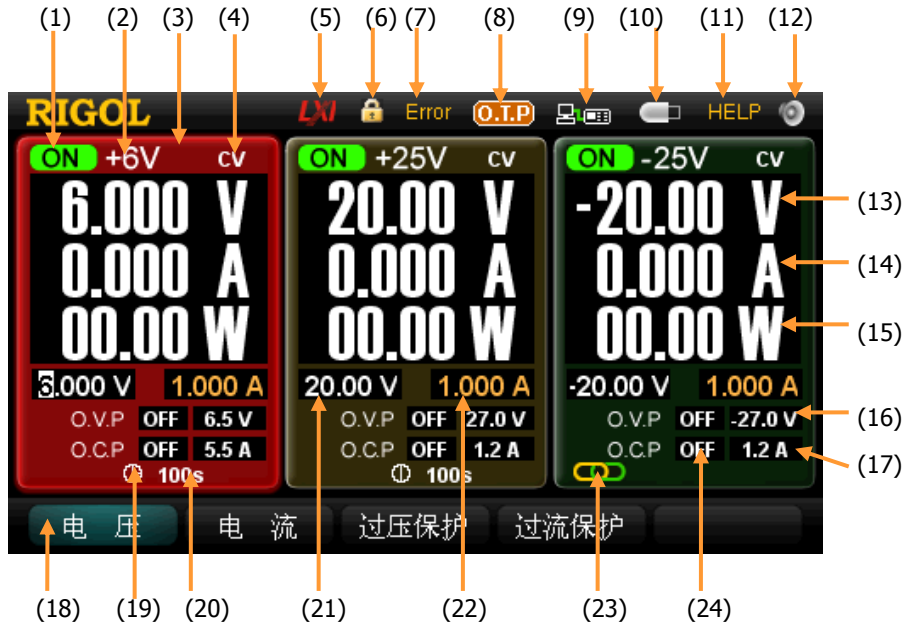 (1) (2) (3) (4) (5) (6) (7) (8) (9) (10) (11) (12)
RIGOL LXI Error O.T.P HELP
ON +6V CV ON +25V CV ON -25V CV
6.000 V 20.00 V -20.00 V (13)
0.000 A 0.000 A 0.000 A (14)
00.00 W 00.00 W 00.00 W (15)
6.000 V 1.000 A 20.00 V 1.000 A -20.00 V 1.000 A
O.V.P OFF 6.5 V O.V.P OFF 27.0 V O.V.P OFF -27.0 V (16)
O.C.P OFF 5.5 A O.C.P OFF 1.2 A O.C.P OFF 1.2 A (17)
100s 100s
电 压 电 流 过压保护 过流保护
(18) (19) (20) (21) (22) (23) (24)